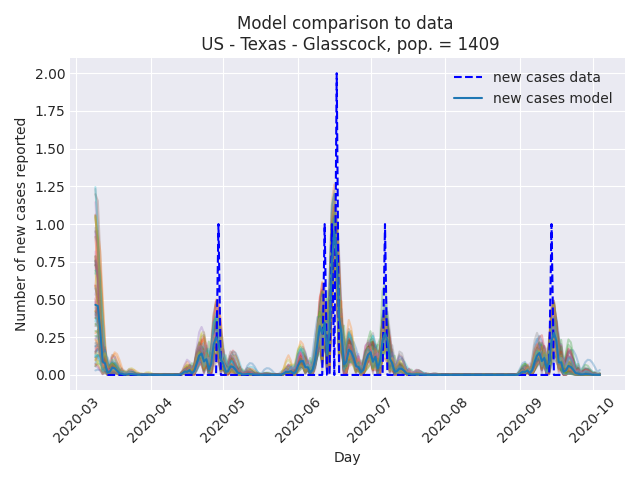 Model comparison to data
US - Texas - Glasscock, pop. = 1409
new cases data
new cases model
Number of new cases reported
2.00
1.75
1.50
1.25
1.00
0.75
0.50
0.25
0.00
2020-03
2020-04
2020-05
2020-06
2020-07
2020-08
2020-09
2020-10
Day